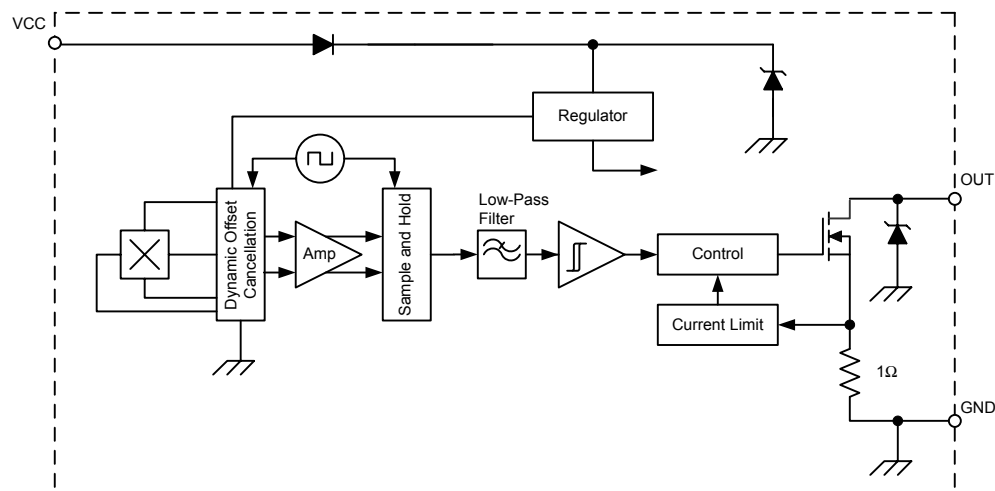 VCC
Regulator
OUT
Low-Pass
Filter
Dynamic Offset
Cancellation
Amp
Sample and Hold
Control
Current Limit
1Ω
GND